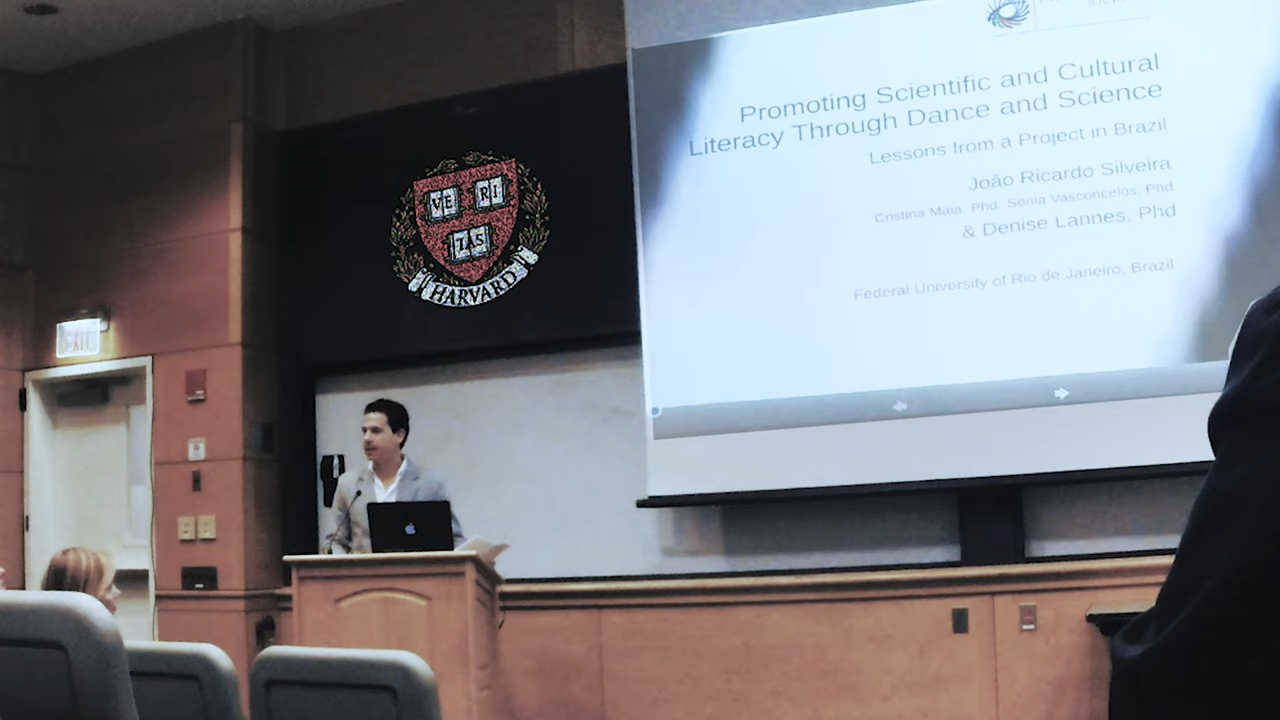 Promoting Scientific and Cultural
Literacy Through Dance and Science
Lessons from a Project in Brazil
João Ricardo Silveira
Cristina Maia, Phd. Sonia Vasconcelos, Phd
& Denise Lannes, Phd
Federal University of Rio de Janeiro, Brazil
VE RI
TAS
HARVARD
EXIT